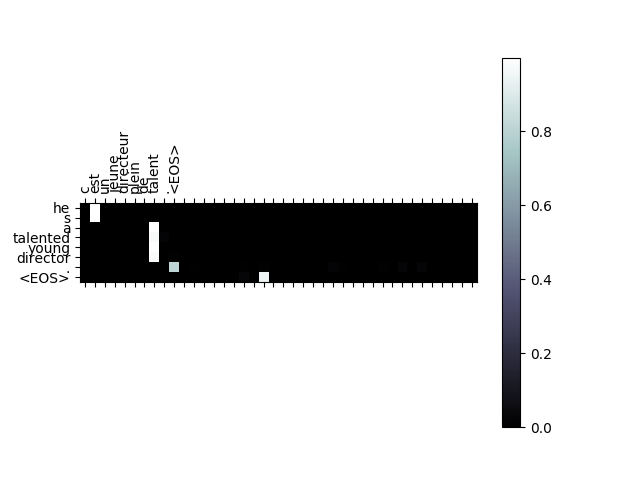 c
est
un
jeune
directeur
plein
de
talent
.
<EOS>
he
s
a
talented
young
director
.
<EOS>
0.8
0.6
0.4
0.2
0.0